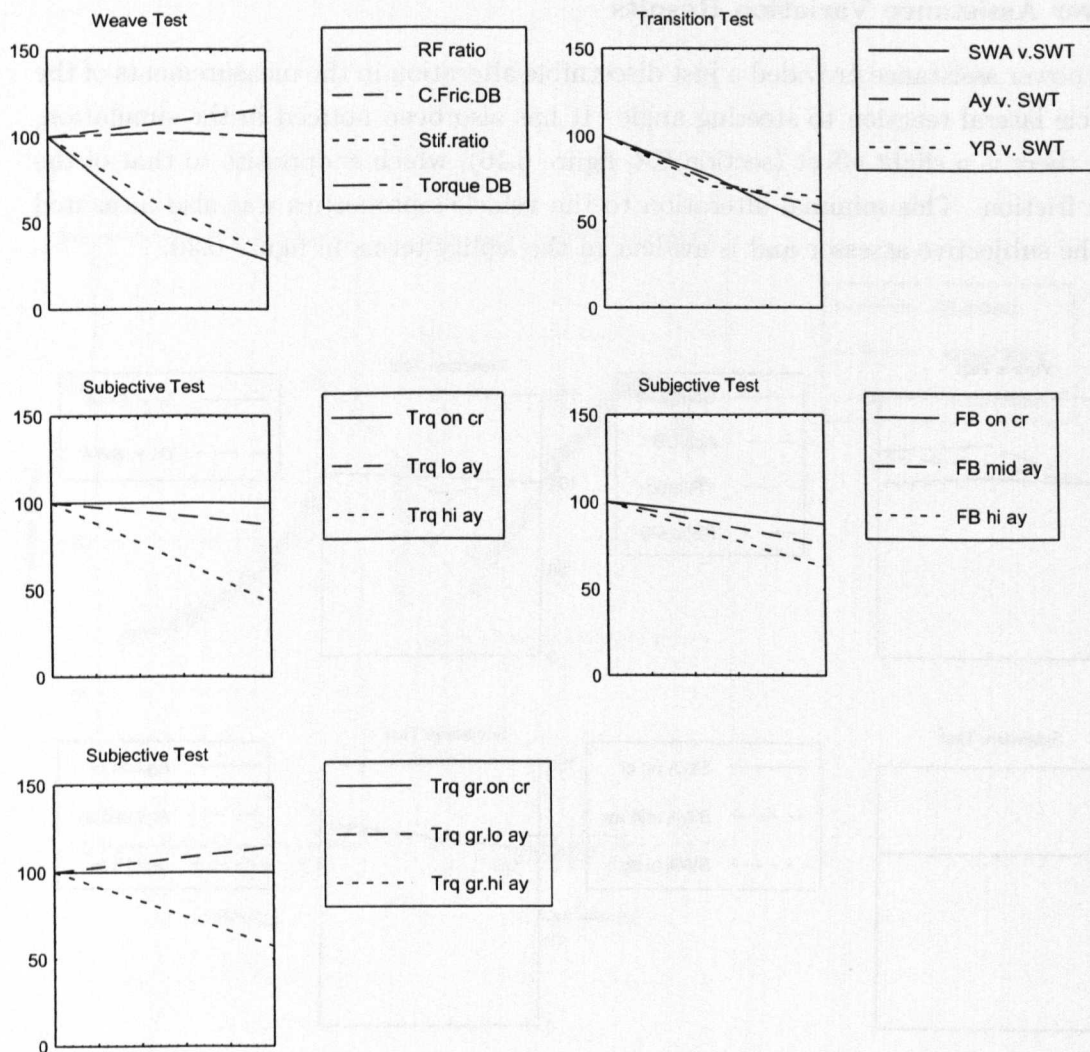 Weave Test
150
100
50
0
RF ratio
C.Fric.DB
Stif.ratio
Torque DB
Transition Test
150
100
50
0
SWA v.SWT
Ay v. SWT
YR v. SWT
Subjective Test
150
100
50
0
Trq on cr
Trq lo ay
Trq hi ay
Subjective Test
150
100
50
0
FB on cr
FB mid ay
FB hi ay
Subjective Test
150
100
50
0
Trq gr.on cr
Trq gr.lo ay
Trq gr.hi ay